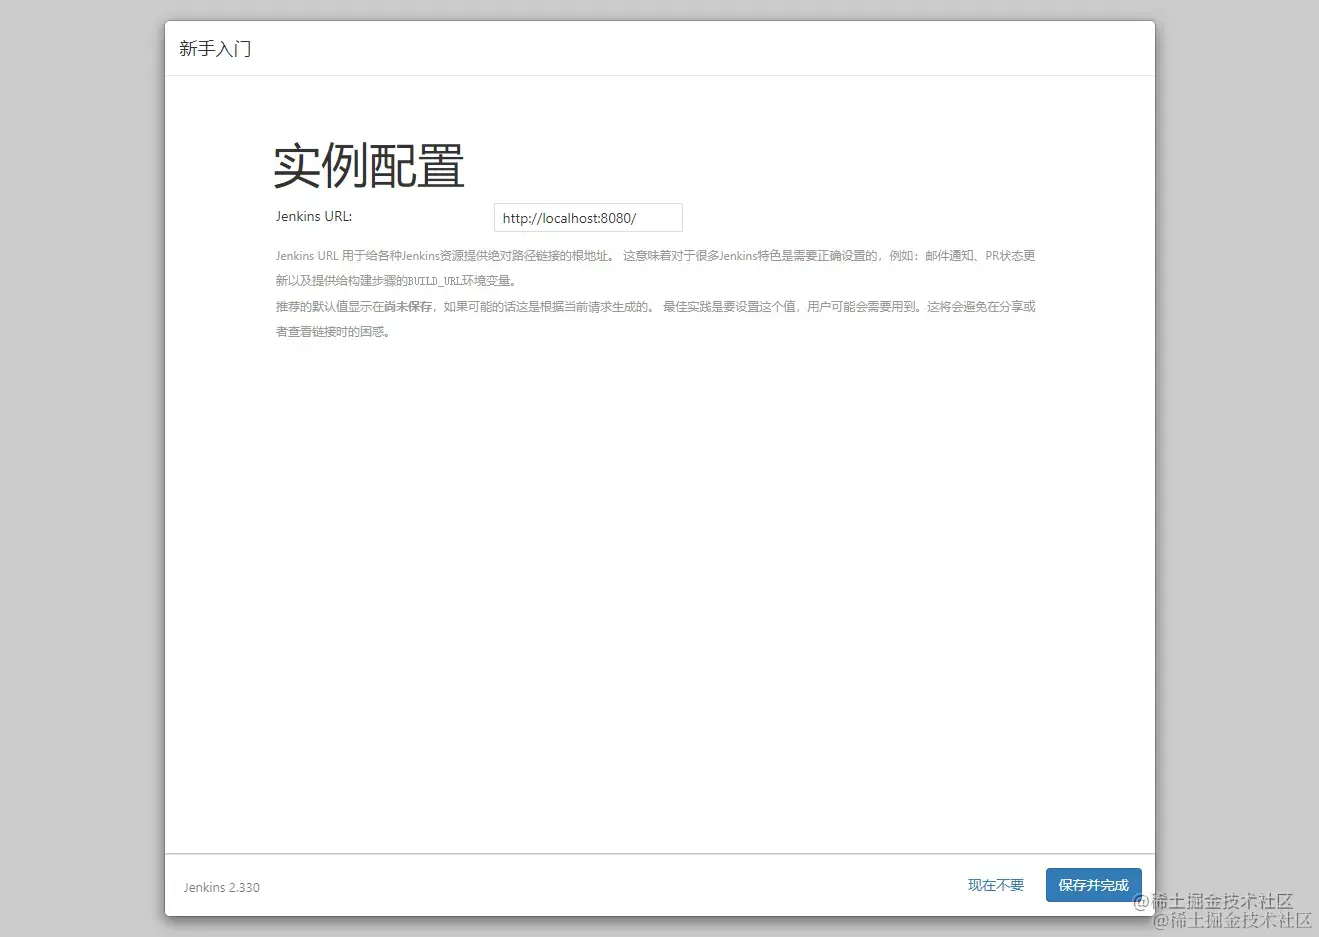 新手入门
实例配置
Jenkins URL:
http://localhost:8080/
Jenkins URL 用于给各种Jenkins资源提供绝对路径链接的根地址。 这意味着对于很多Jenkins特色是需要正确设置的，例如：邮件通知、PR状态更
新以及提供给构建步骤的BUILD_URL环境变量。
推荐的默认值显示在尚未保存，如果可能的话这是根据当前请求生成的。 最佳实践是要设置这个值，用户可能会需要用到。这将会避免在分享或
者查看链接时的困惑。
Jenkins 2.330
现在不要
保存并完成
@稀土掘金技术社区
@稀土掘金技术社区